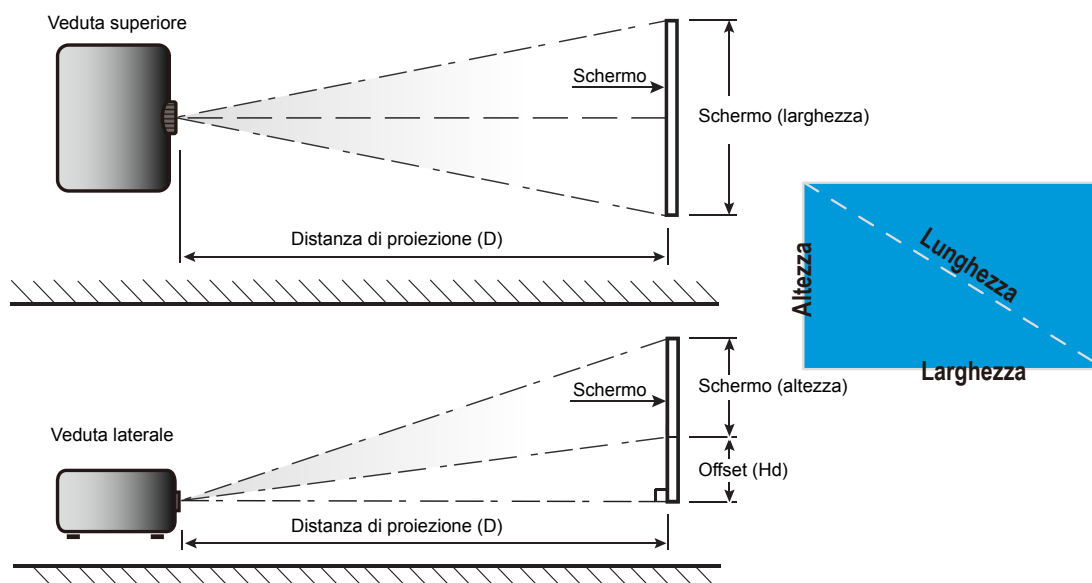 Veduta superiore
Schermo
Schermo (larghezza)
Distanza di proiezione (D)
Altezza
Lunghezza
Larghezza
Veduta laterale
Schermo
Schermo (altezza)
Offset (Hd)
Distanza di proiezione (D)